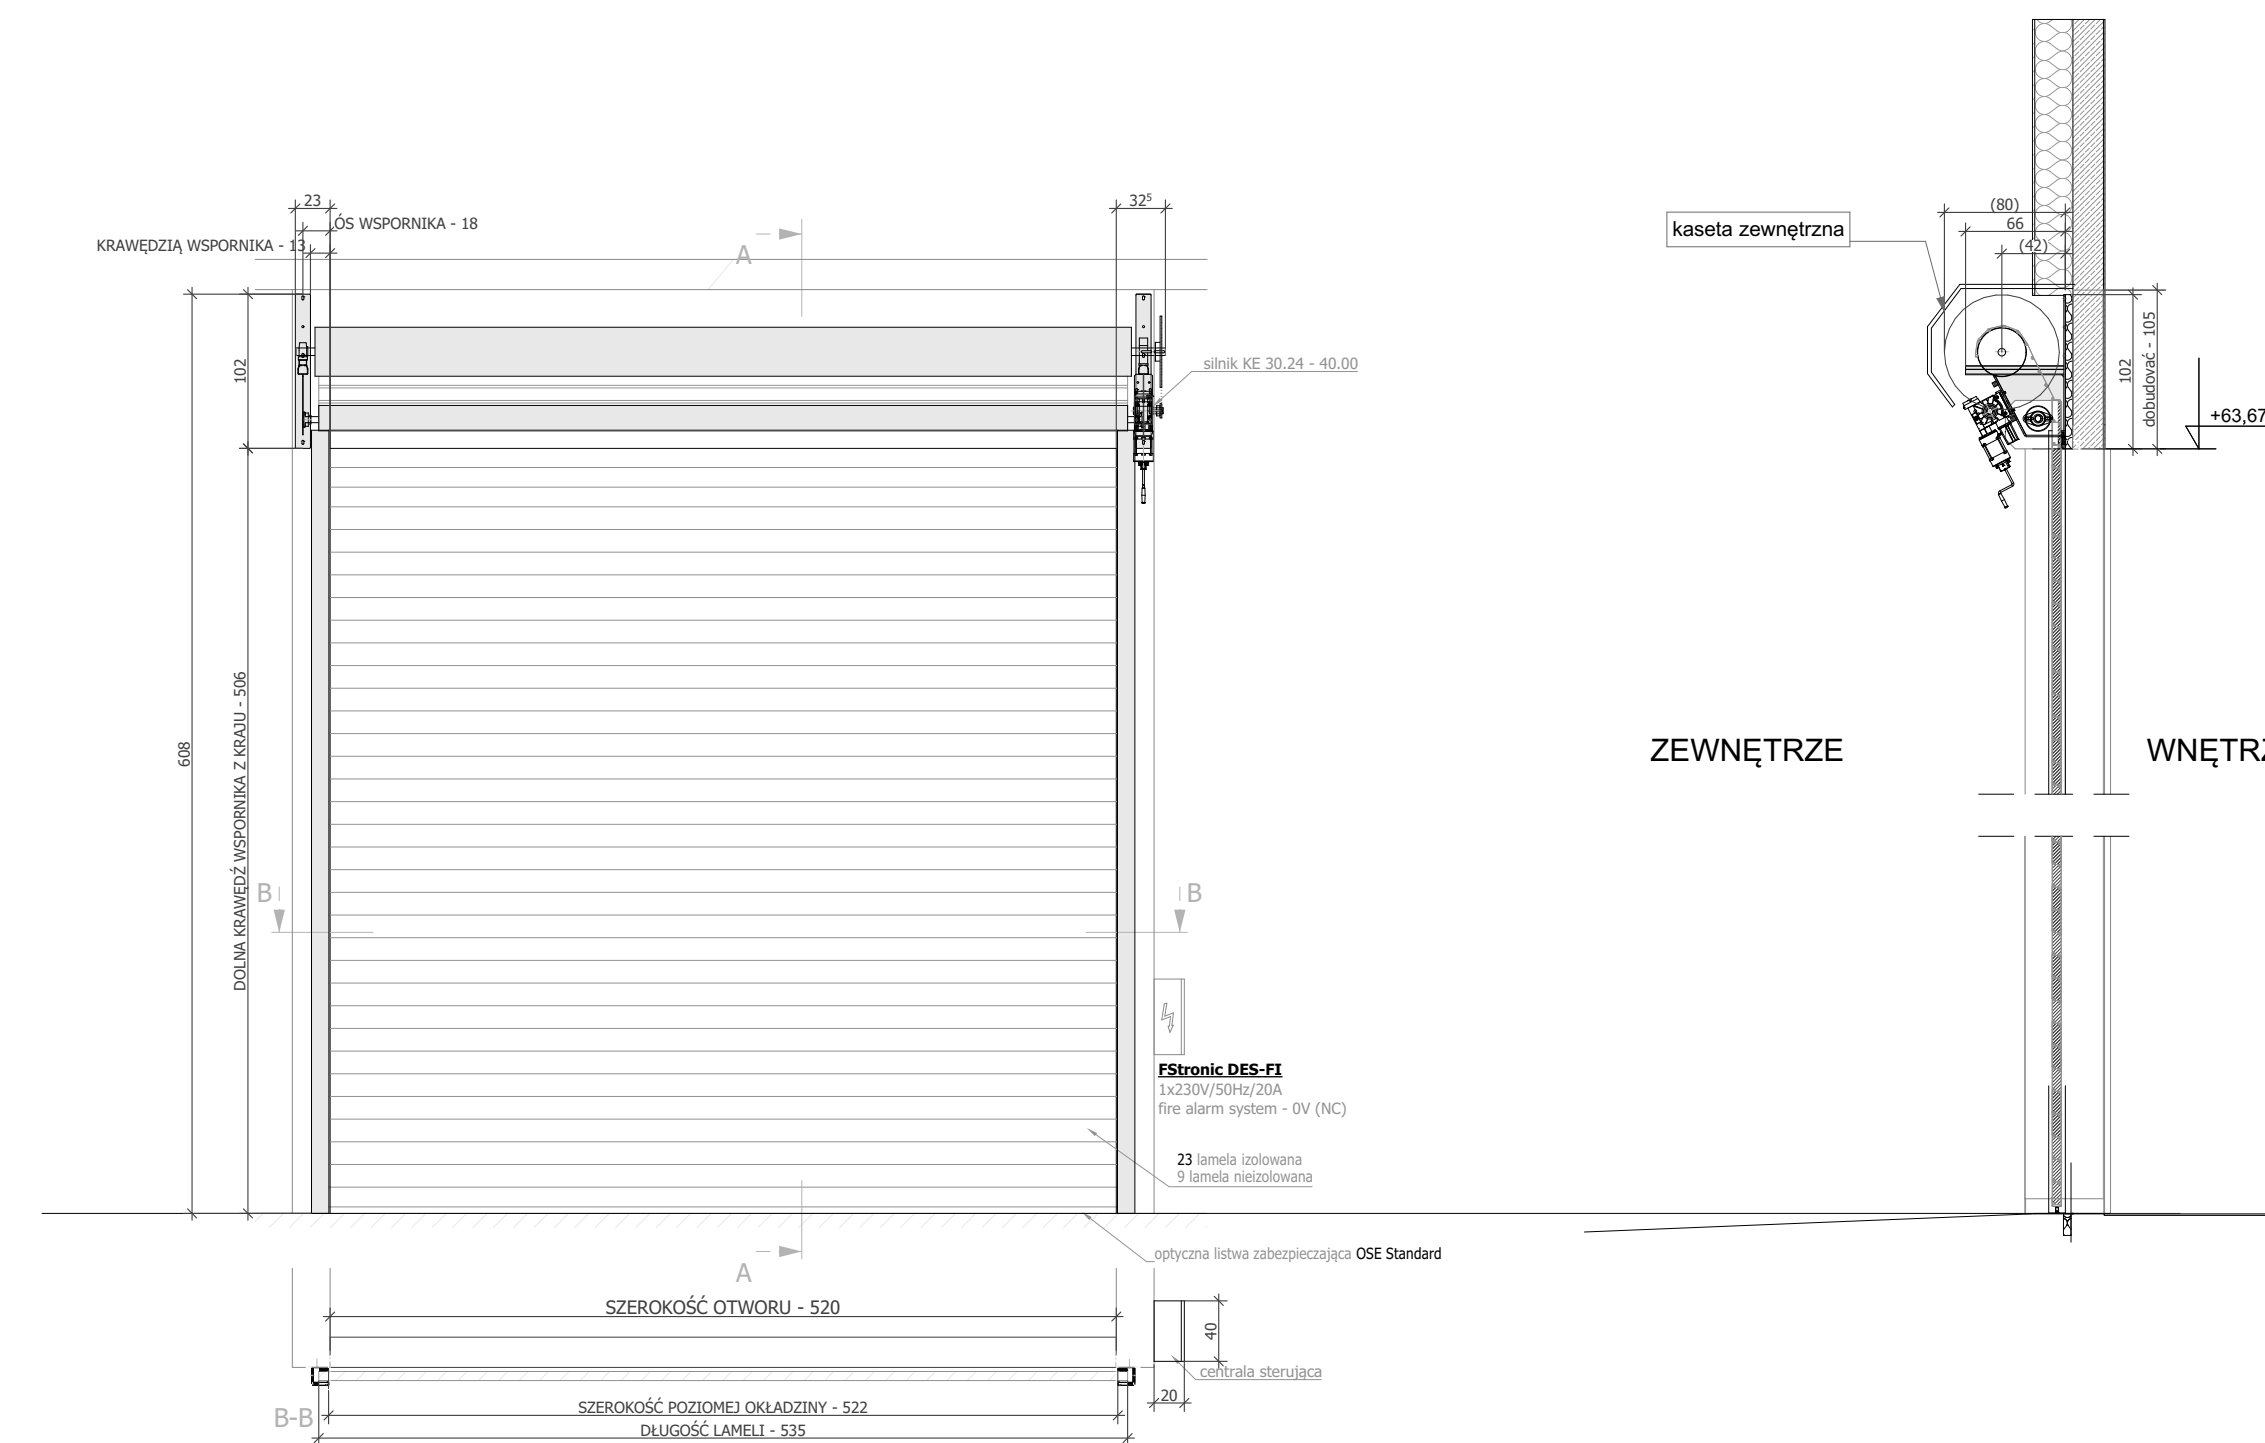 23
32⁵
ÓS WSPORNIKA - 18
KRAWĘDZIĄ WSPORNIKA - 13
A
kaseta zewnętrzna
(80)
66
(42)
102
silnik KE 30.24 - 40.00
102
dobudovać - 105
+63,67
608
DOLNA KRAWĘDŹ WSPORNIKA Z KRAJU - 506
ZEWNĘTRZE
WNĘTRZ
B
B
FStronic DES-FI
1x230V/50Hz/20A
fire alarm system - 0V (NC)
23 lamela izolowana
9 lamela nieizolowana
optyczna listwa zabezpieczająca OSE Standard
A
SZEROKOŚĆ OTWORU - 520
40
centrala sterująca
20
B-B
SZEROKOŚĆ POZIOMEJ OKŁADZINY - 522
DŁUGOŚĆ LAMELI - 535